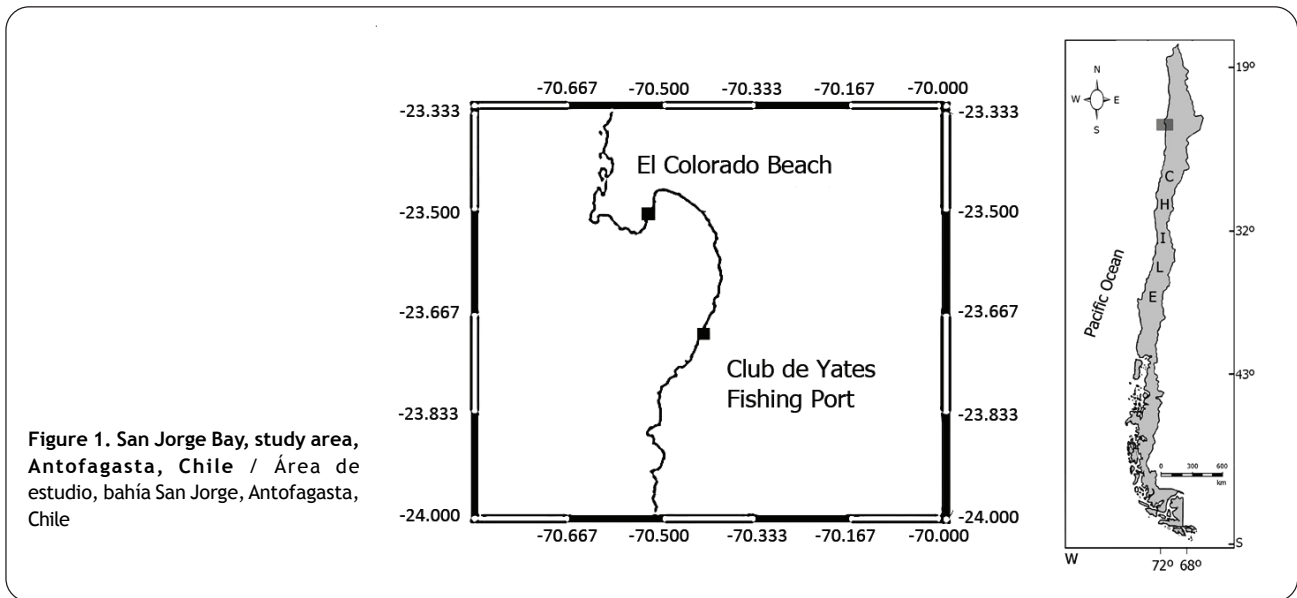 -70.667 -70.500 -70.333 -70.167 -70.000
-23.333 -23.333
El Colorado Beach
-23.500 -23.500
-23.667 -23.667
Club de Yates
Fishing Port
-23.833 -23.833
-24.000 -24.000
-70.667 -70.500 -70.333 -70.167 -70.000
Figure 1. San Jorge Bay, study area,
Antofagasta, Chile / Área de
estudio, bahía San Jorge, Antofagasta,
Chile
19º
N
W E
S
C
H
I
L
E
32º
Pacific Ocean
43º
0 300 600
km
S
W
72º 68º